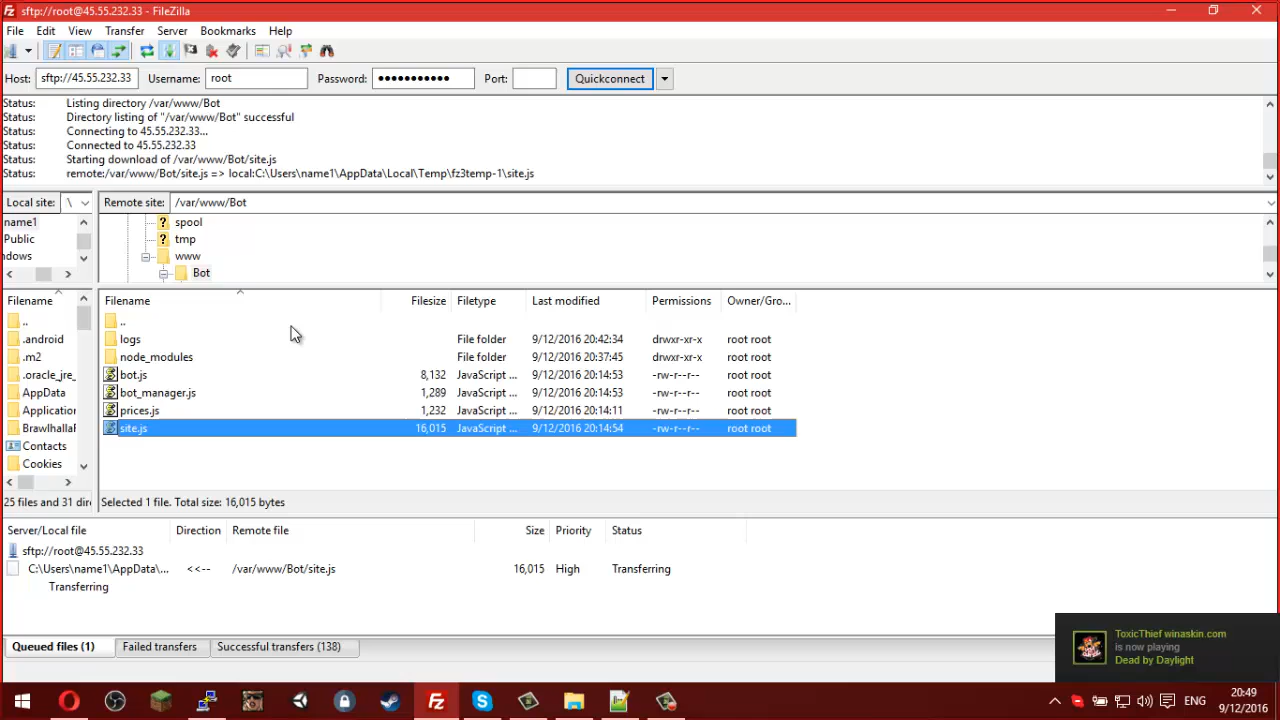 sftp://root@45.55.232.33 - FileZilla
File Edit View Transfer Server Bookmarks Help
Host: sftp://45.55.232.33 Username: root Password: ●●●●●●●●●●● Port: Quickconnect
Status: Listing directory /var/www/Bot
Status: Directory listing of "/var/www/Bot" successful
Status: Connecting to 45.55.232.33...
Status: Connected to 45.55.232.33
Status: Starting download of /var/www/Bot/site.js
Status: remote:/var/www/Bot/site.js => local:C:\Users\name1\AppData\Local\Temp\fz3temp-1\site.js
Local site: \ Remote site: /var/www/Bot
name1 ? spool
Public ? tmp
ndows www
Bot
Filename Filename Filesize Filetype Last modified Permissions Owner/Gro...
.. ..
.android logs File folder 9/12/2016 20:42:34 drwxr-xr-x root root
.m2 node_modules File folder 9/12/2016 20:37:45 drwxr-xr-x root root
.oracle_jre_ bot.js 8,132 JavaScript ... 9/12/2016 20:14:53 -rw-r--r-- root root
AppData bot_manager.js 1,289 JavaScript ... 9/12/2016 20:14:53 -rw-r--r-- root root
Application prices.js 1,232 JavaScript ... 9/12/2016 20:14:11 -rw-r--r-- root root
Brawlhalla site.js 16,015 JavaScript ... 9/12/2016 20:14:54 -rw-r--r-- root root
Contacts
Cookies
25 files and 31 dire Selected 1 file. Total size: 16,015 bytes
Server/Local file Direction Remote file Size Priority Status
sftp://root@45.55.232.33
C:\Users\name1\AppData\... <<-- /var/www/Bot/site.js 16,015 High Transferring
Transferring
Queued files (1) Failed transfers Successful transfers (138)
ToxicThief winaskin.com
is now playing
Dead by Daylight
ENG 20:49
9/12/2016